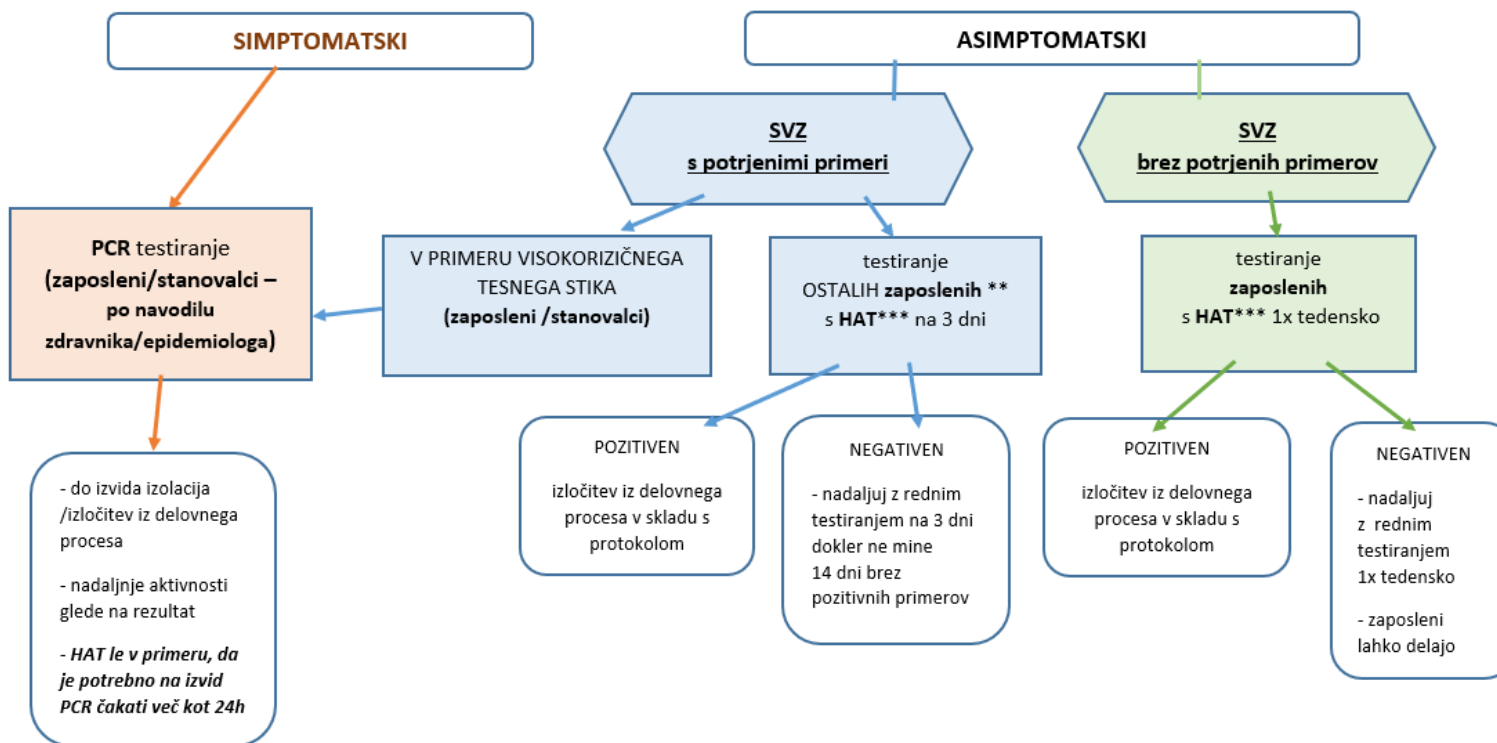 SIMPTOMATSKI
ASIMPTOMATSKI
SVZ
s potrjenimi primeri
SVZ
brez potrjenih primerov
PCR testiranje
(zaposleni/stanovalci –
po navodilu
zdravnika/epidemiologa)
V PRIMERU VISOKORIZIČNEGA
TESNEGA STIKA
(zaposleni /stanovalci)
testiranje
OSTALIH zaposlenih **
s HAT*** na 3 dni
testiranje
zaposlenih
s HAT*** 1x tedensko
- do izvida izolacija
/izločitev iz delovnega
procesa
- nadaljnje aktivnosti
glede na rezultat
- HAT le v primeru, da
je potrebno na izvid
PCR čakati več kot 24h
POZITIVEN
izločitev iz delovnega
procesa v skladu s
protokolom
NEGATIVEN
- nadaljuj z rednim
testiranjem na 3 dni
dokler ne mine
14 dni brez
pozitivnih primerov
POZITIVEN
izločitev iz delovnega
procesa v skladu s
protokolom
NEGATIVEN
- nadaljuj
z rednim
testiranjem
1x tedensko
- zaposleni
lahko delajo